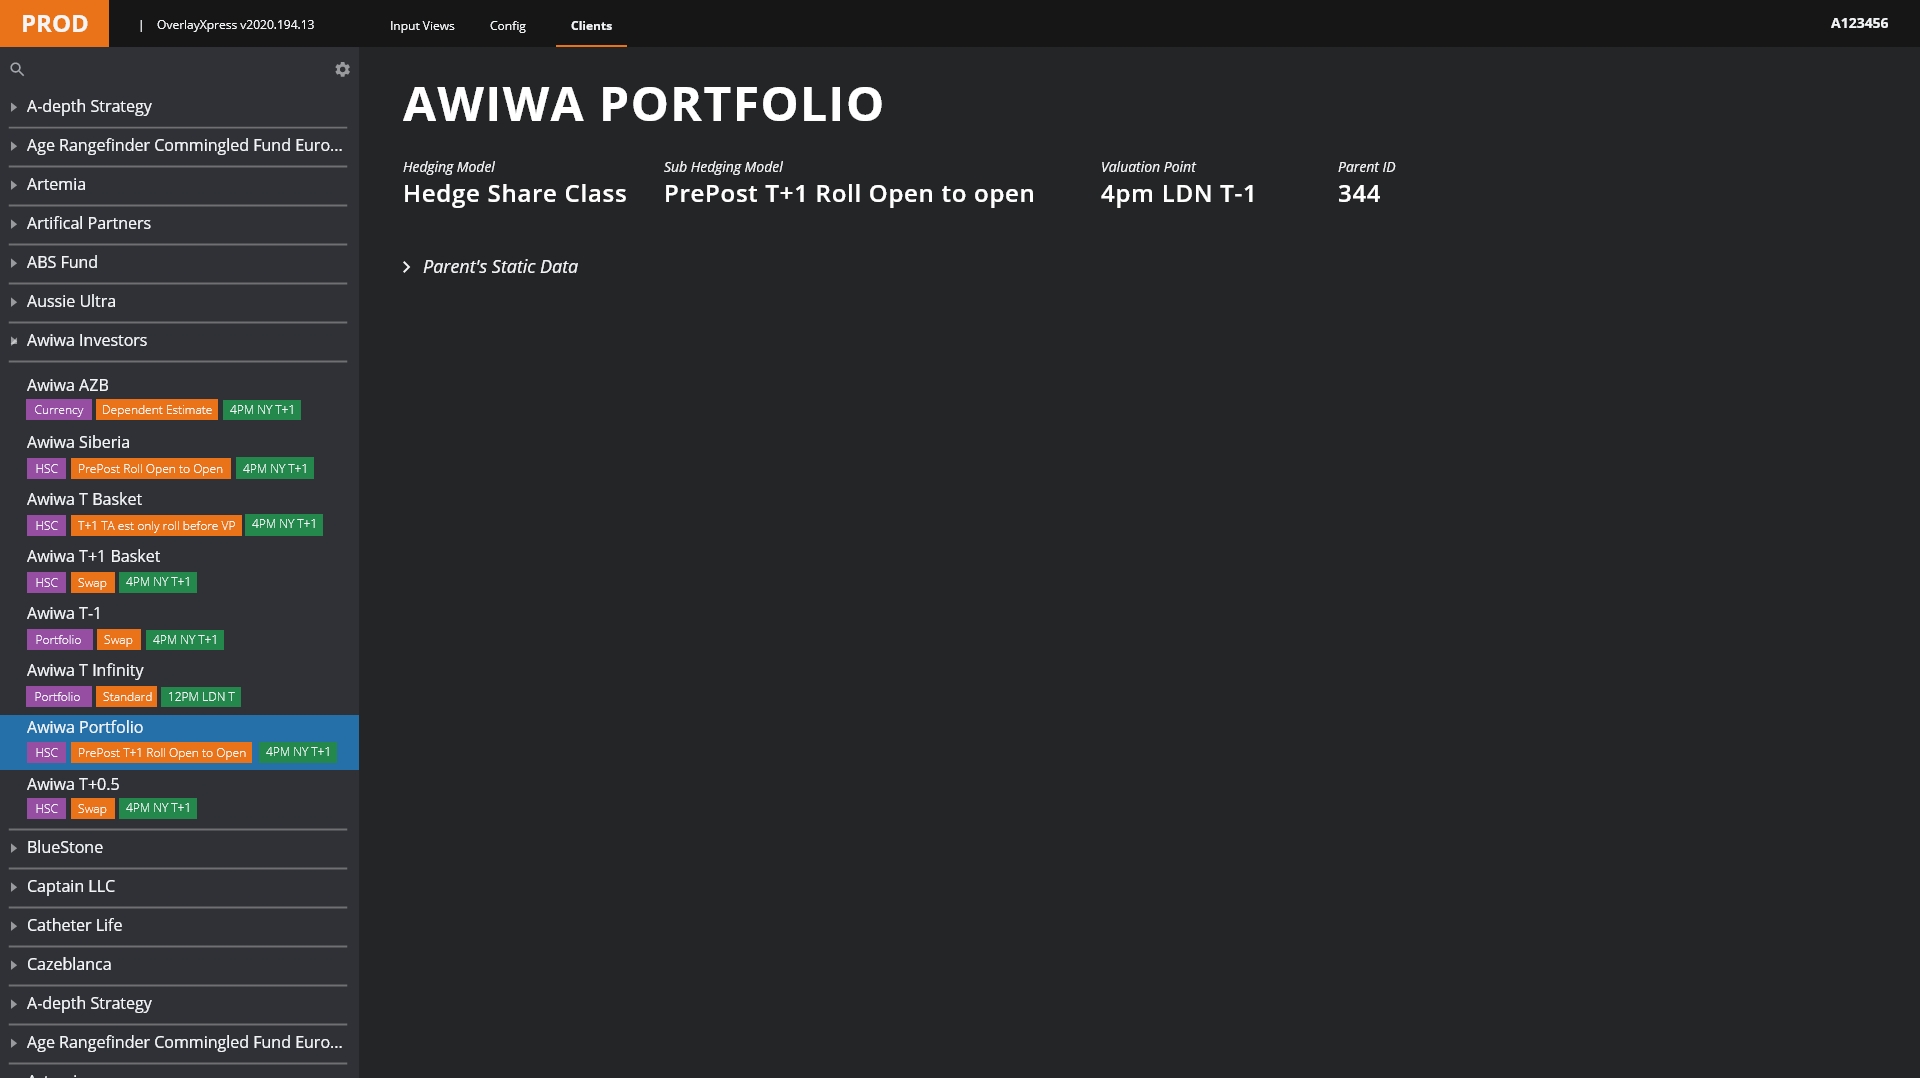 PROD
| OverlayXpress v2020.194.13
Input Views
Config
Clients
A123456
A-depth Strategy
Age Rangefinder Commingled Fund Euro...
Artemia
Artifical Partners
ABS Fund
Aussie Ultra
Awiwa Investors
Awiwa AZB
Currency Dependent Estimate 4PM NY T+1
Awiwa Siberia
HSC PrePost Roll Open to Open 4PM NY T+1
Awiwa T Basket
HSC T+1 TA est only roll before VP 4PM NY T+1
Awiwa T+1 Basket
HSC Swap 4PM NY T+1
Awiwa T-1
Portfolio Swap 4PM NY T+1
Awiwa T Infinity
Portfolio Standard 12PM LDN T
Awiwa Portfolio
HSC PrePost T+1 Roll Open to Open 4PM NY T+1
Awiwa T+0.5
HSC Swap 4PM NY T+1
BlueStone
Captain LLC
Catheter Life
Cazeblanca
A-depth Strategy
Age Rangefinder Commingled Fund Euro...
AWIWA PORTFOLIO
Hedging Model
Hedge Share Class
Sub Hedging Model
PrePost T+1 Roll Open to open
Valuation Point
4pm LDN T-1
Parent ID
344
Parent's Static Data